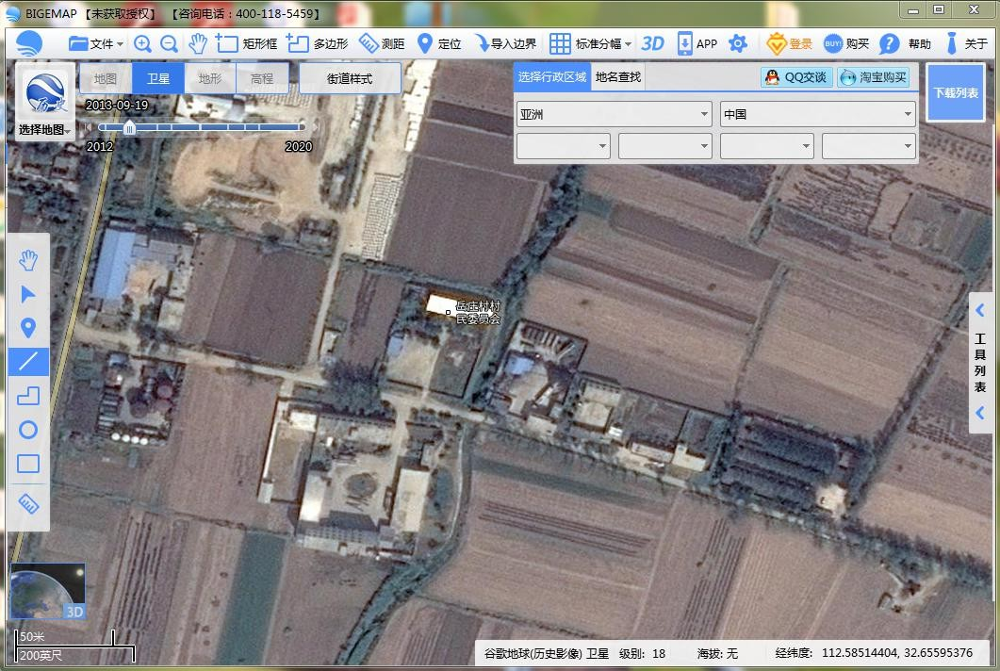 BIGEMAP 【未获取授权】 【咨询电话：400-118-5459】
文件 矩形框 多边形 测距 定位 导入边界 标准分幅 3D APP 登录 BUY! 购买 帮助 关于
历史
选择地图
地图 卫星 地形 高程 街道样式
2013-09-19
2012 2020
选择行政区域 地名查找 QQ交谈 淘宝购买
亚洲 中国
下载列表
岳庄村村
民委员会
工具列表
3D
50米
200英尺
谷歌地球(历史影像) 卫星 级别: 18 海拔: 无 经纬度: 112.58514404, 32.65595376